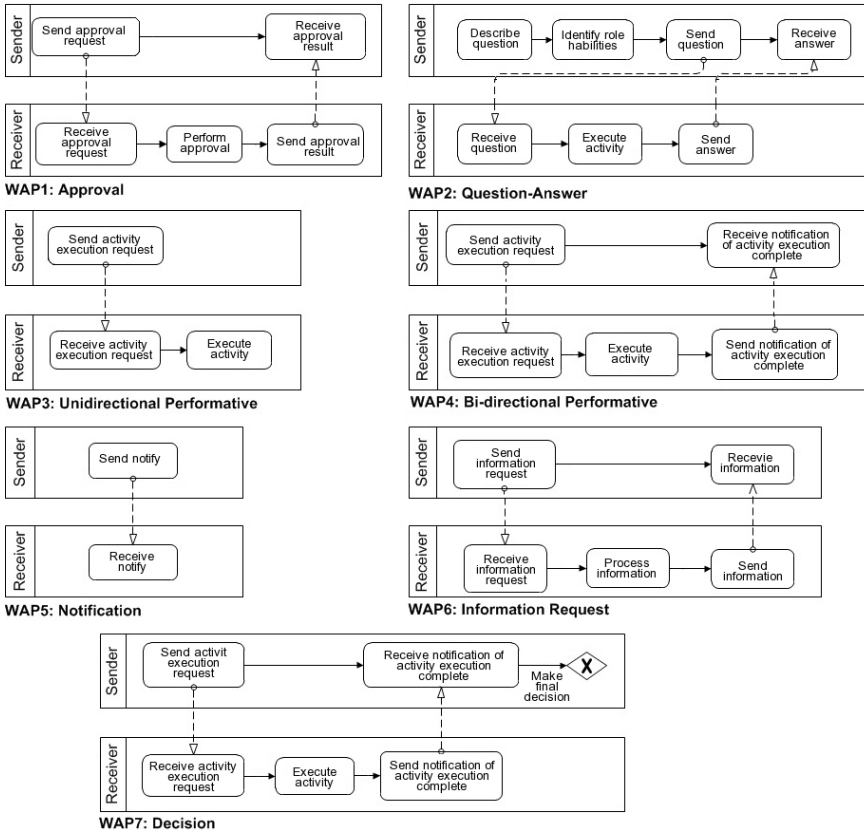 Sender
Send approval
request
Receive
approval
result
Receiver
Receive
approval
request
Perform
approval
Send approval
result
WAP1: Approval
Sender
Describe
question
Identify role
habilities
Send
question
Receive
answer
Receiver
Receive
question
Execute
activity
Send
answer
WAP2: Question-Answer
Sender
Send activity
execution request
Receiver
Receive activity
execution request
Execute
activity
WAP3: Unidirectional Performative
Sender
Send activity
execution request
Receive notification
of activity execution
complete
Receiver
Receive activity
execution request
Execute
activity
Send notification of
activity execution
complete
WAP4: Bi-directional Performative
Sender
Send notify
Receiver
Receive
notify
WAP5: Notification
Sender
Send
information
request
Recevie
information
Receiver
Receive
information
request
Process
information
Send
information
WAP6: Information Request
Sender
Send activit
execution
request
Receive notification of
activity execution
complete
X
Make
final
decision
Receiver
Receive activity
execution
request
Execute
activity
Send notification of
activity execution
complete
WAP7: Decision